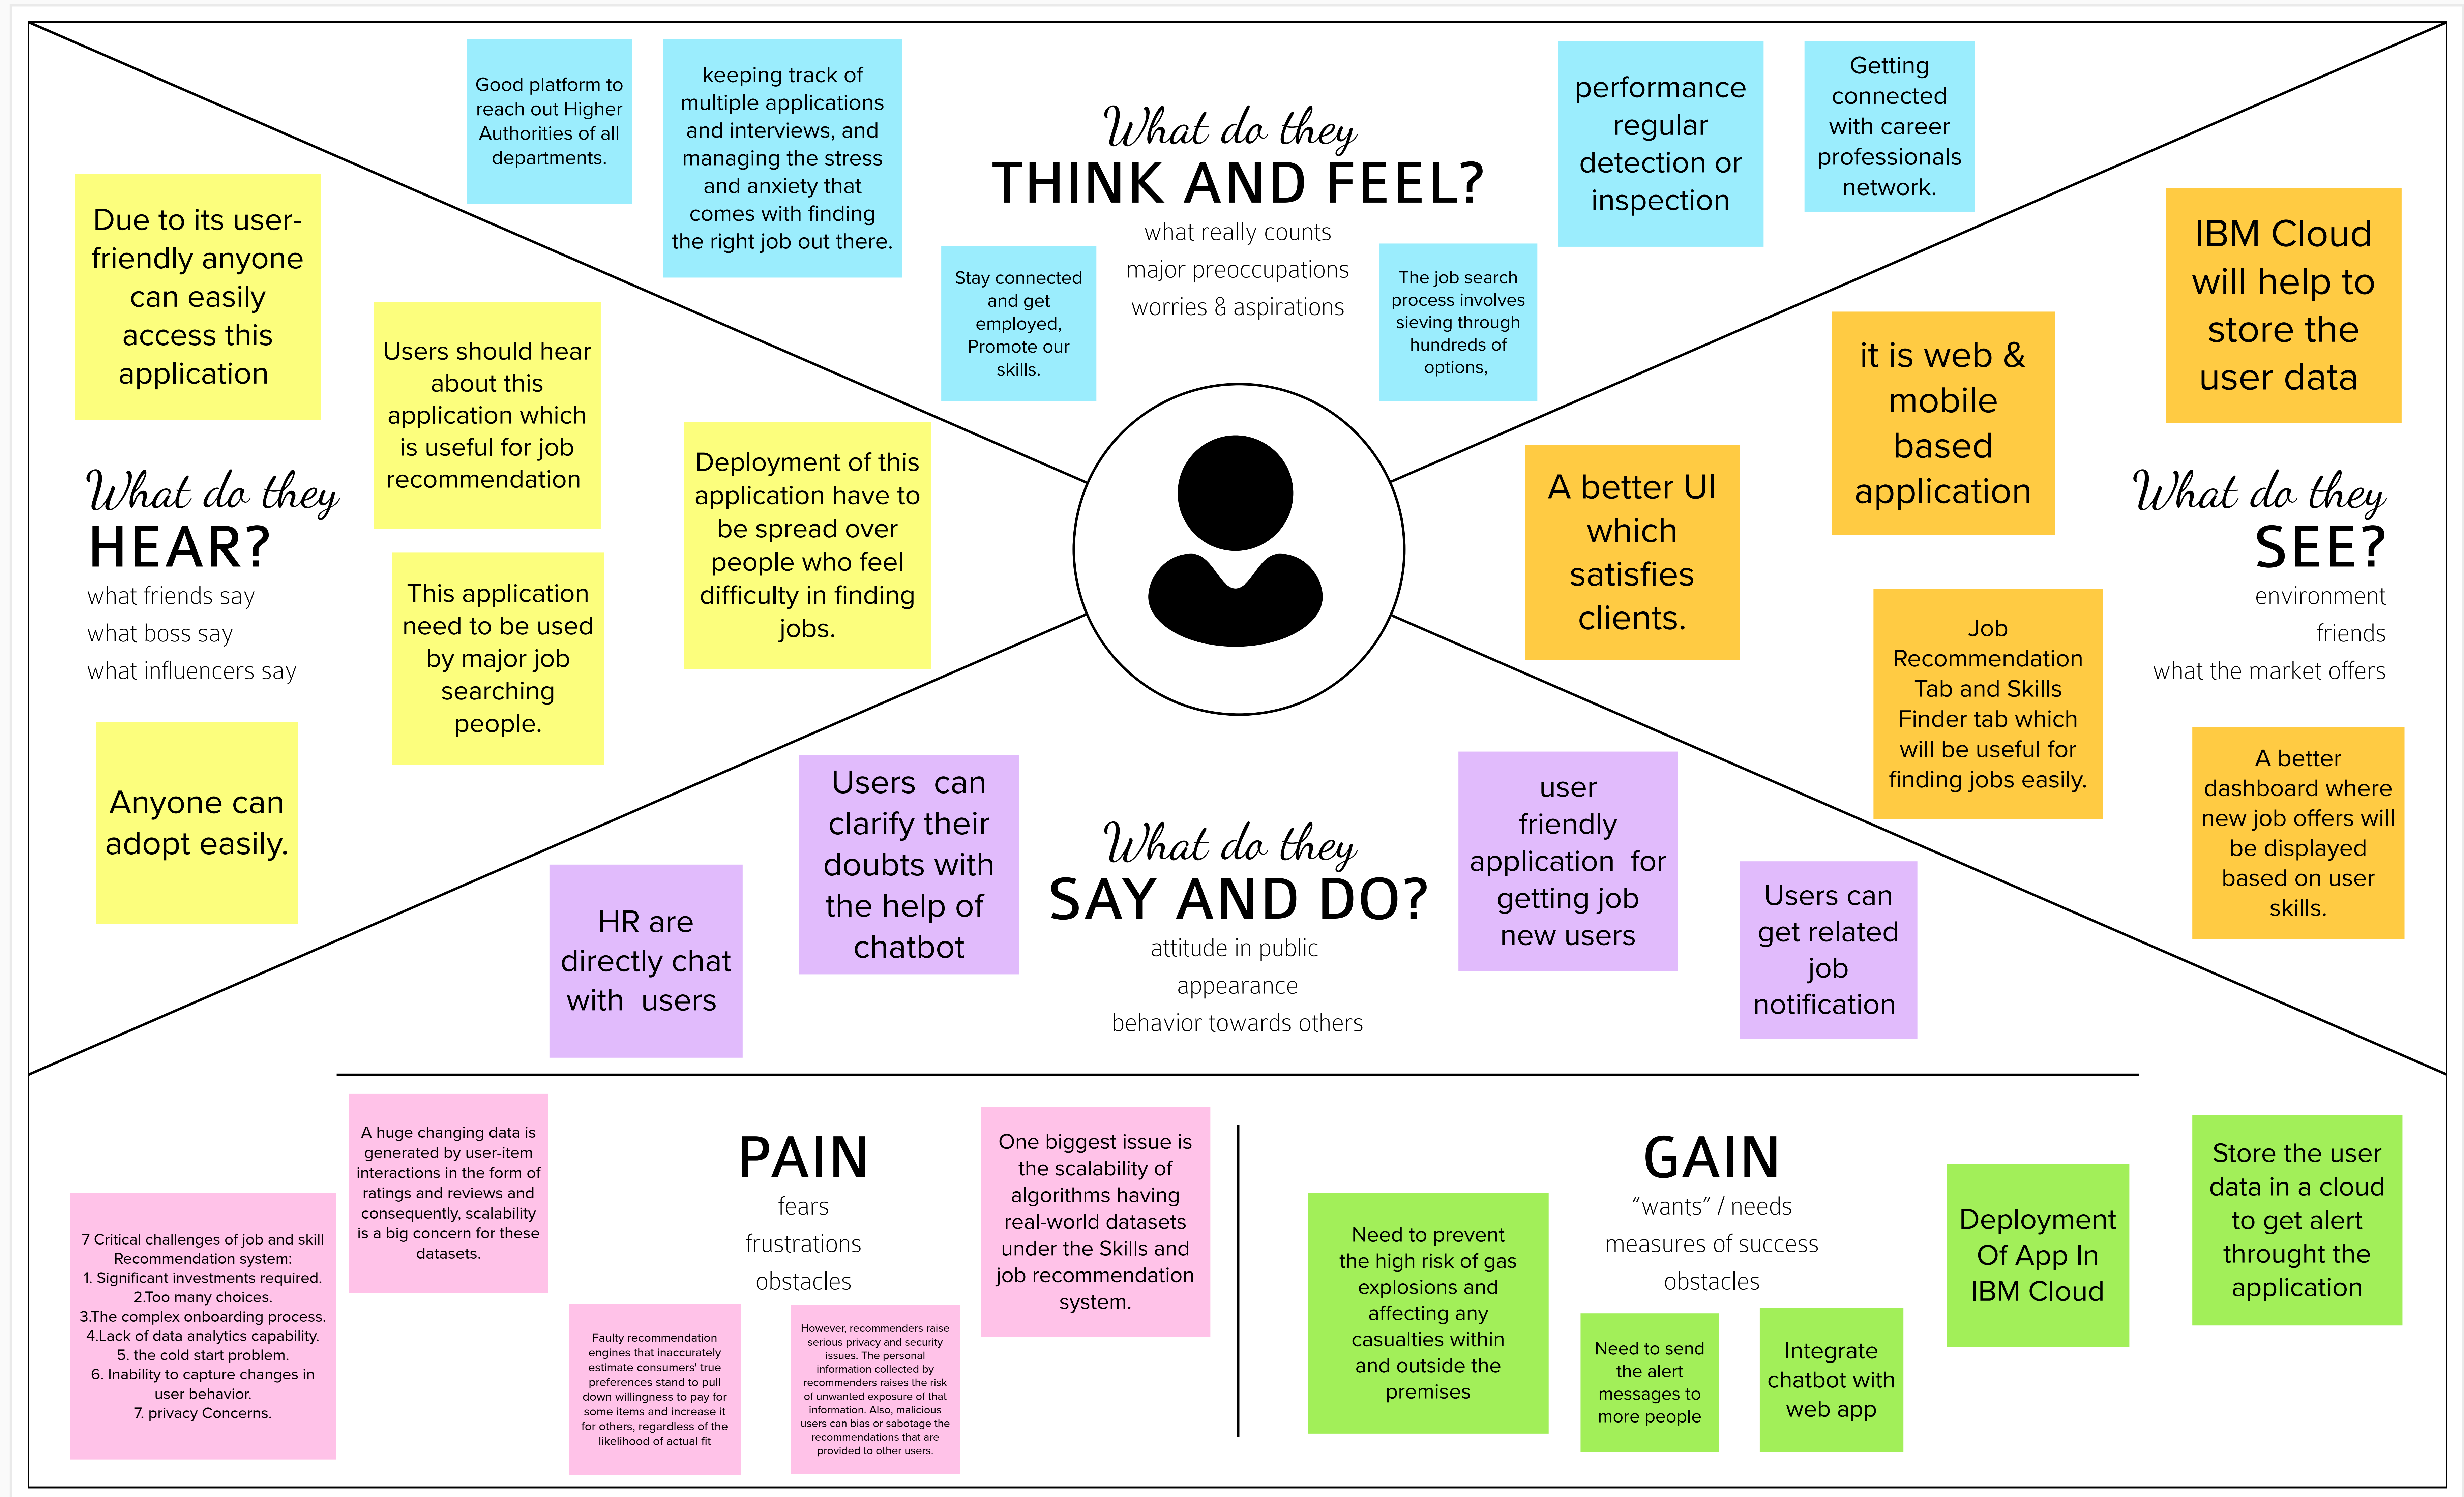 Good platform to
reach out Higher
Authorities of all
departments.
keeping track of
multiple applications
and interviews, and
managing the stress
and anxiety that
comes with finding
the right job out there.
What do they
THINK AND FEEL?
what really counts
major preoccupations
worries & aspirations
Stay connected
and get
employed,
Promote our
skills.
The job search
process involves
sieving through
hundreds of
options,
performance
regular
detection or
inspection
Getting
connected
with career
professionals
network.
Due to its user-
friendly anyone
can easily
access this
application
Users should hear
about this
application which
is useful for job
recommendation
Deployment of this
application have to
be spread over
people who feel
difficulty in finding
jobs.
What do they
HEAR?
what friends say
what boss say
what influencers say
This application
need to be used
by major job
searching
people.
Anyone can
adopt easily.
IBM Cloud
will help to
store the
user data
it is web &
mobile
based
application
A better UI
which
satisfies
clients.
What do they
SEE?
environment
friends
what the market offers
Job
Recommendation
Tab and Skills
Finder tab which
will be useful for
finding jobs easily.
A better
dashboard where
new job offers will
be displayed
based on user
skills.
HR are
directly chat
with  users
Users  can
clarify their
doubts with
the help of
chatbot
What do they
SAY AND DO?
attitude in public
appearance
behavior towards others
user
friendly
application  for
getting job
new users
Users can
get related
job
notification
7 Critical challenges of job and skill
Recommendation system:
1. Significant investments required.
2.Too many choices.
3.The complex onboarding process.
4.Lack of data analytics capability.
5. the cold start problem.
6. Inability to capture changes in
user behavior.
7. privacy Concerns.
A huge changing data is
generated by user-item
interactions in the form of
ratings and reviews and
consequently, scalability
is a big concern for these
datasets.
PAIN
fears
frustrations
obstacles
Faulty recommendation
engines that inaccurately
estimate consumers' true
preferences stand to pull
down willingness to pay for
some items and increase it
for others, regardless of the
likelihood of actual fit
However, recommenders raise
serious privacy and security
issues. The personal
information collected by
recommenders raises the risk
of unwanted exposure of that
information. Also, malicious
users can bias or sabotage the
recommendations that are
provided to other users.
One biggest issue is
the scalability of
algorithms having
real-world datasets
under the Skills and
job recommendation
system.
GAIN
“wants” / needs
measures of success
obstacles
Need to prevent
the high risk of gas
explosions and
affecting any
casualties within
and outside the
premises
Need to send
the alert
messages to
more people
Integrate
chatbot with
web app
Deployment
Of App In
IBM Cloud
Store the user
data in a cloud
to get alert
throught the
application